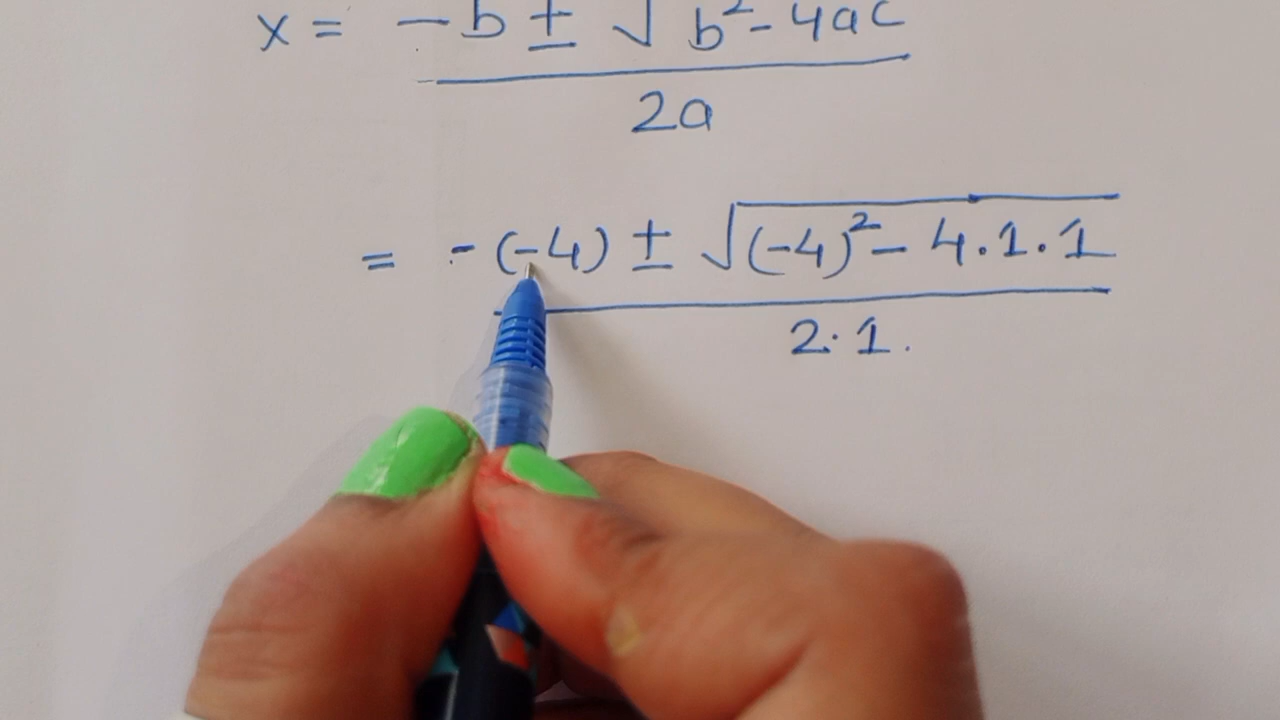 x = -b ± √b²-4ac
2a
= -(-4) ± √(-4)² - 4.1.1
2.1.